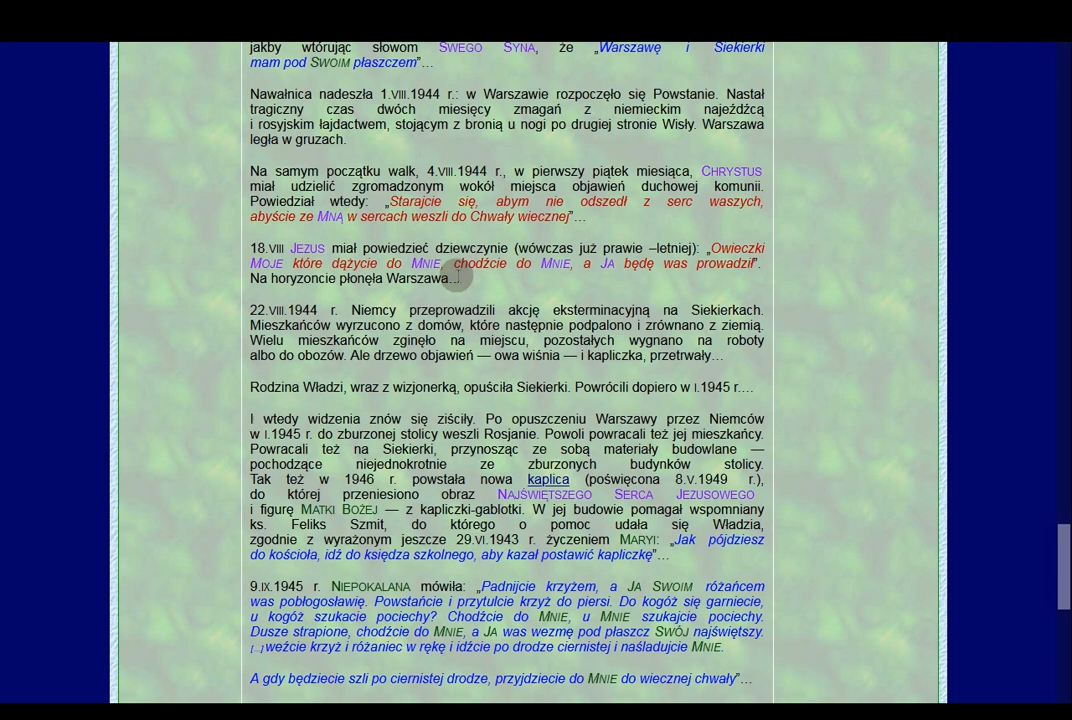 jakby wtórując słowom SWEGO SYNA, że „Warszawę i Siekierki
mam pod SWOIM płaszczem”…
Nawałnica nadeszła 1.VIII.1944 r.: w Warszawie rozpoczęło się Powstanie. Nastał
tragiczny czas dwóch miesięcy zmagań z niemieckim najeźdźcą
i rosyjskim łajdactwem, stojącym z bronią u nogi po drugiej stronie Wisły. Warszawa
legła w gruzach.
Na samym początku walk, 4.VIII.1944 r., w pierwszy piątek miesiąca, CHRYSTUS
miał udzielić zgromadzonym wokół miejsca objawień duchowej komunii.
Powiedział wtedy: „Starajcie się, abym nie odszedł z serc waszych,
abyście ze MNĄ w sercach weszli do Chwały wiecznej”…
18.VIII JEZUS miał powiedzieć dziewczynie (wówczas już prawie –letniej): „Owieczki
MOJE które dążycie do MNIE, chodźcie do MNIE, a JA będę was prowadził”.
Na horyzoncie płonęła Warszawa…
22.VIII.1944 r. Niemcy przeprowadzili akcję eksterminacyjną na Siekierkach.
Mieszkańców wyrzucono z domów, które następnie podpalono i zrównano z ziemią.
Wielu mieszkańców zginęło na miejscu, pozostałych wygnano na roboty
albo do obozów. Ale drzewo objawień — owa wiśnia — i kapliczka, przetrwały…
Rodzina Władzi, wraz z wizjonerką, opuściła Siekierki. Powrócili dopiero w I.1945 r.…
I wtedy widzenia znów się ziściły. Po opuszczeniu Warszawy przez Niemców
w I.1945 r. do zburzonej stolicy weszli Rosjanie. Powoli powracali też jej mieszkańcy.
Powracali też na Siekierki, przynosząc ze sobą materiały budowlane —
pochodzące niejednokrotnie ze zburzonych budynków stolicy.
Tak też w 1946 r. powstała nowa kaplica (poświęcona 8.V.1949 r.),
do której przeniesiono obraz NAJŚWIĘTSZEGO SERCA JEZUSOWEGO
i figurę MATKI BOŻEJ — z kapliczki-gablotki. W jej budowie pomagał wspomniany
ks. Feliks Szmit, do którego o pomoc udała się Władzia,
zgodnie z wyrażonym jeszcze 29.VI.1943 r. życzeniem MARYI: „Jak pójdziesz
do kościoła, idź do księdza szkolnego, aby kazał postawić kapliczkę”…
9.IX.1945 r. NIEPOKALANA mówiła: „Padnijcie krzyżem, a JA SWOIM różańcem
was pobłogosławię. Powstańcie i przytulcie krzyż do piersi. Do kogóż się garniecie,
u kogóż szukacie pociechy? Chodźcie do MNIE, u MNIE szukajcie pociechy.
Dusze strapione, chodźcie do MNIE, a JA was wezmę pod płaszcz SWÓJ najświętszy.
[...] weźcie krzyż i różaniec w rękę i idźcie po drodze ciernistej i naśladujcie MNIE.
A gdy będziecie szli po ciernistej drodze, przyjdziecie do MNIE do wiecznej chwały”…